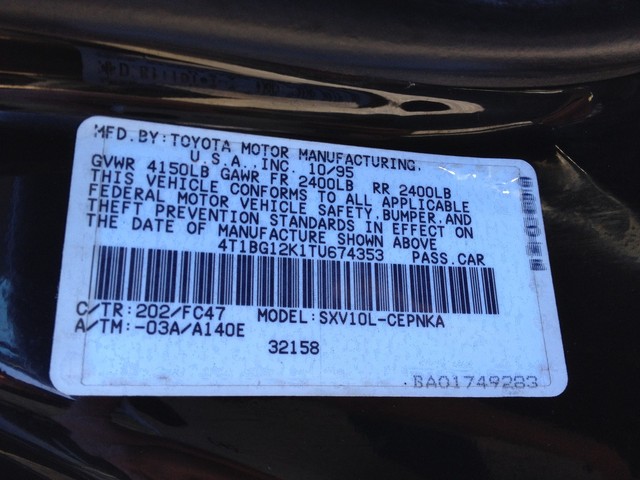 MFD. BY: TOYOTA MOTOR MANUFACTURING.
U.S.A., INC. 10/95
GVWR 4150LB GAWR FR 2400LB RR 2400LB
THIS VEHICLE CONFORMS TO ALL APPLICABLE
FEDERAL MOTOR VEHICLE SAFETY, BUMPER, AND
THEFT PREVENTION STANDARDS IN EFFECT ON
THE DATE OF MANUFACTURE SHOWN ABOVE
4T1BG12K1TU674353 PASS.CAR
C/TR:202/FC47 MODEL:SXV10L-CEPNKA
A/TM:-03A/A140E
32158
BA01749283